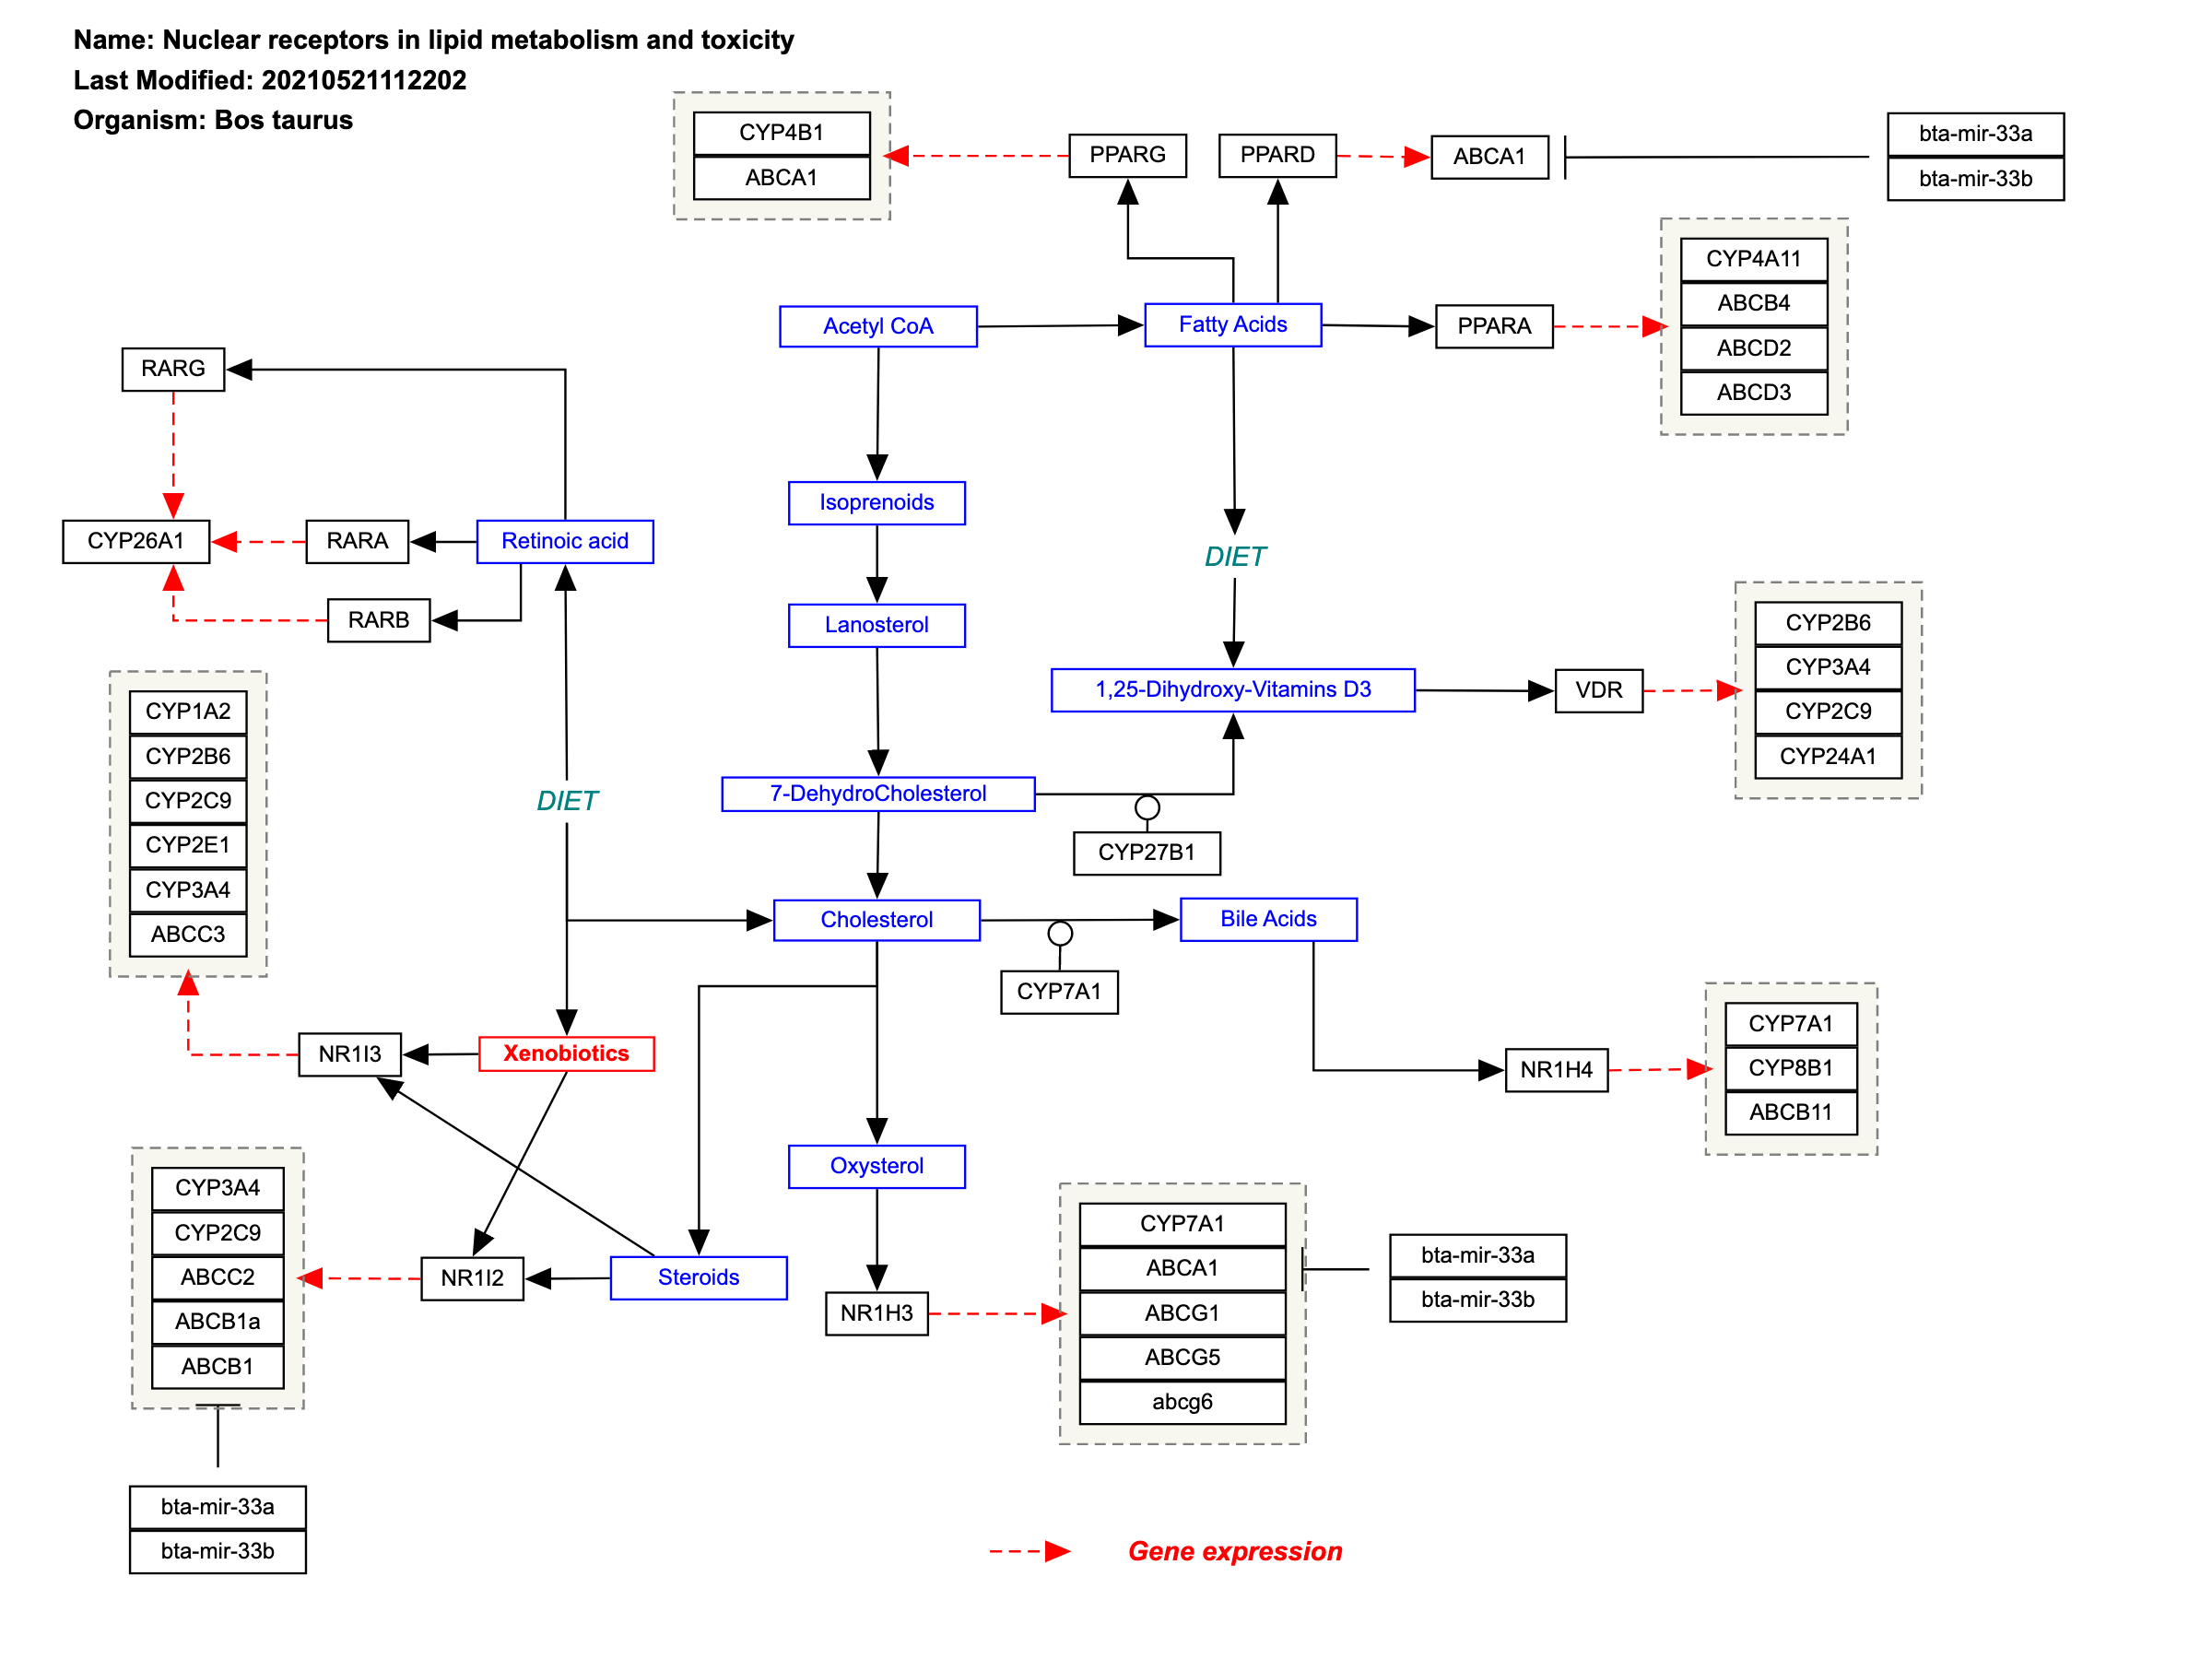 Name: Nuclear receptors in lipid metabolism and toxicity
Last Modified: 20210521112202
Organism: Bos taurus
CYP4B1
ABCA1
PPARG
PPARD
ABCA1
bta-mir-33a
bta-mir-33b
CYP4A11
ABCB4
ABCD2
ABCD3
Acetyl CoA
Fatty Acids
PPARA
RARG
CYP26A1
RARA
Retinoic acid
RARB
Isoprenoids
Lanosterol
DIET
1,25-Dihydroxy-Vitamins D3
VDR
CYP2B6
CYP3A4
CYP2C9
CYP24A1
CYP1A2
CYP2B6
CYP2C9
CYP2E1
CYP3A4
ABCC3
DIET
7-DehydroCholesterol
CYP27B1
Cholesterol
Bile Acids
CYP7A1
NR1I3
Xenobiotics
NR1H4
CYP7A1
CYP8B1
ABCB11
CYP3A4
CYP2C9
ABCC2
ABCB1a
ABCB1
NR1I2
Steroids
Oxysterol
NR1H3
CYP7A1
ABCA1
ABCG1
ABCG5
abcg6
bta-mir-33a
bta-mir-33b
bta-mir-33a
bta-mir-33b
Gene expression